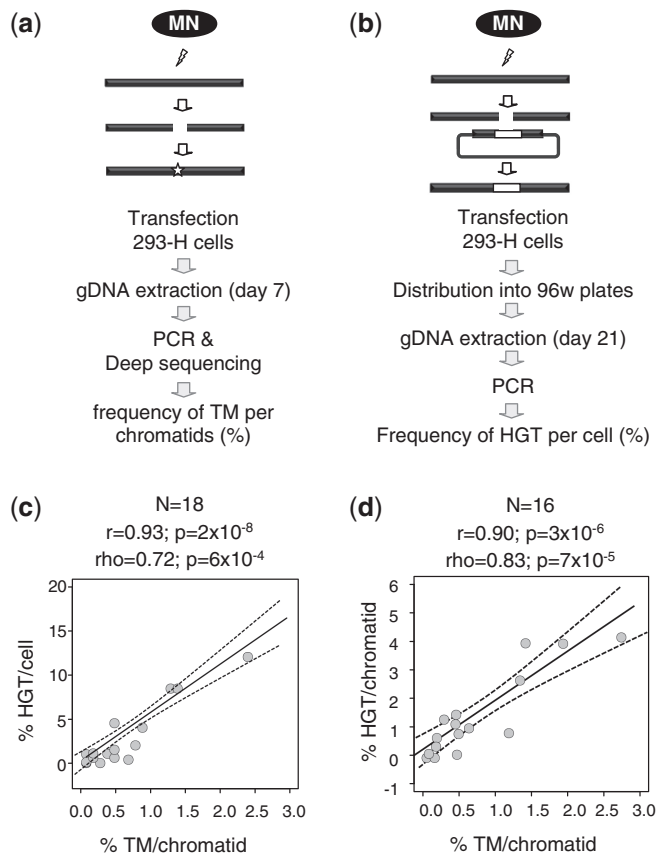 (a)
MN
Transfection
293-H cells
gDNA extraction (day 7)
PCR &
Deep sequencing
frequency of TM per
chromatids (%)
(b)
MN
Transfection
293-H cells
Distribution into 96w plates
gDNA extraction (day 21)
PCR
Frequency of HGT per cell (%)
(c)
N=18
r=0.93; p=2x10⁻⁸
rho=0.72; p=6x10⁻⁴
% HGT/cell
20
15
10
5
0
0.0 0.5 1.0 1.5 2.0 2.5 3.0
% TM/chromatid
(d)
N=16
r=0.90; p=3x10⁻⁶
rho=0.83; p=7x10⁻⁵
% HGT/chromatid
6
5
4
3
2
1
0
-1
0.0 0.5 1.0 1.5 2.0 2.5 3.0
% TM/chromatid